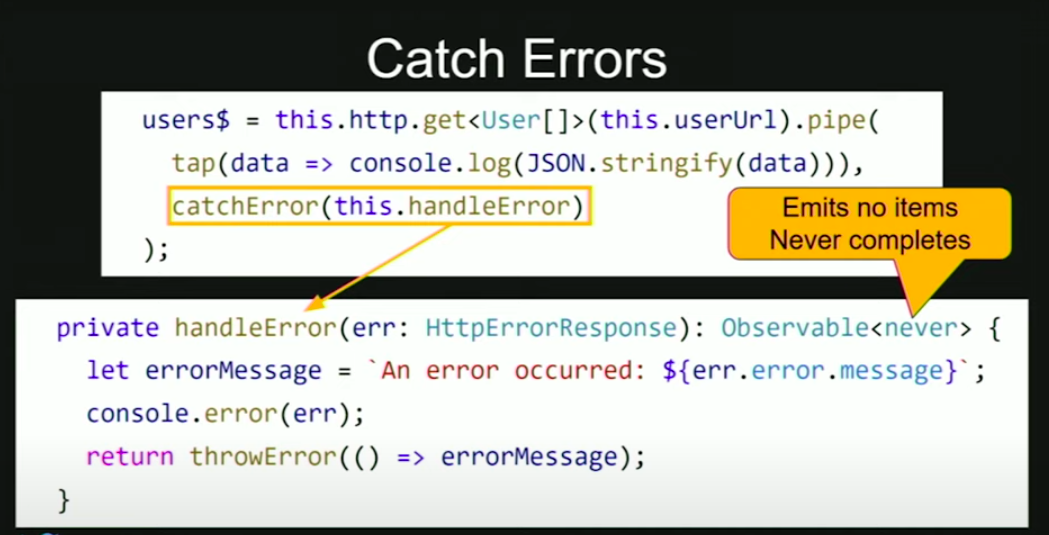 Catch Errors
users$ = this.http.get<User[]>(this.userUrl).pipe(
tap(data => console.log(JSON.stringify(data))),
catchError(this.handleError)
);
Emits no items
Never completes
private handleError(err: HttpErrorResponse): Observable<never> {
let errorMessage = `An error occurred: ${err.error.message}`;
console.error(err);
return throwError(() => errorMessage);
}